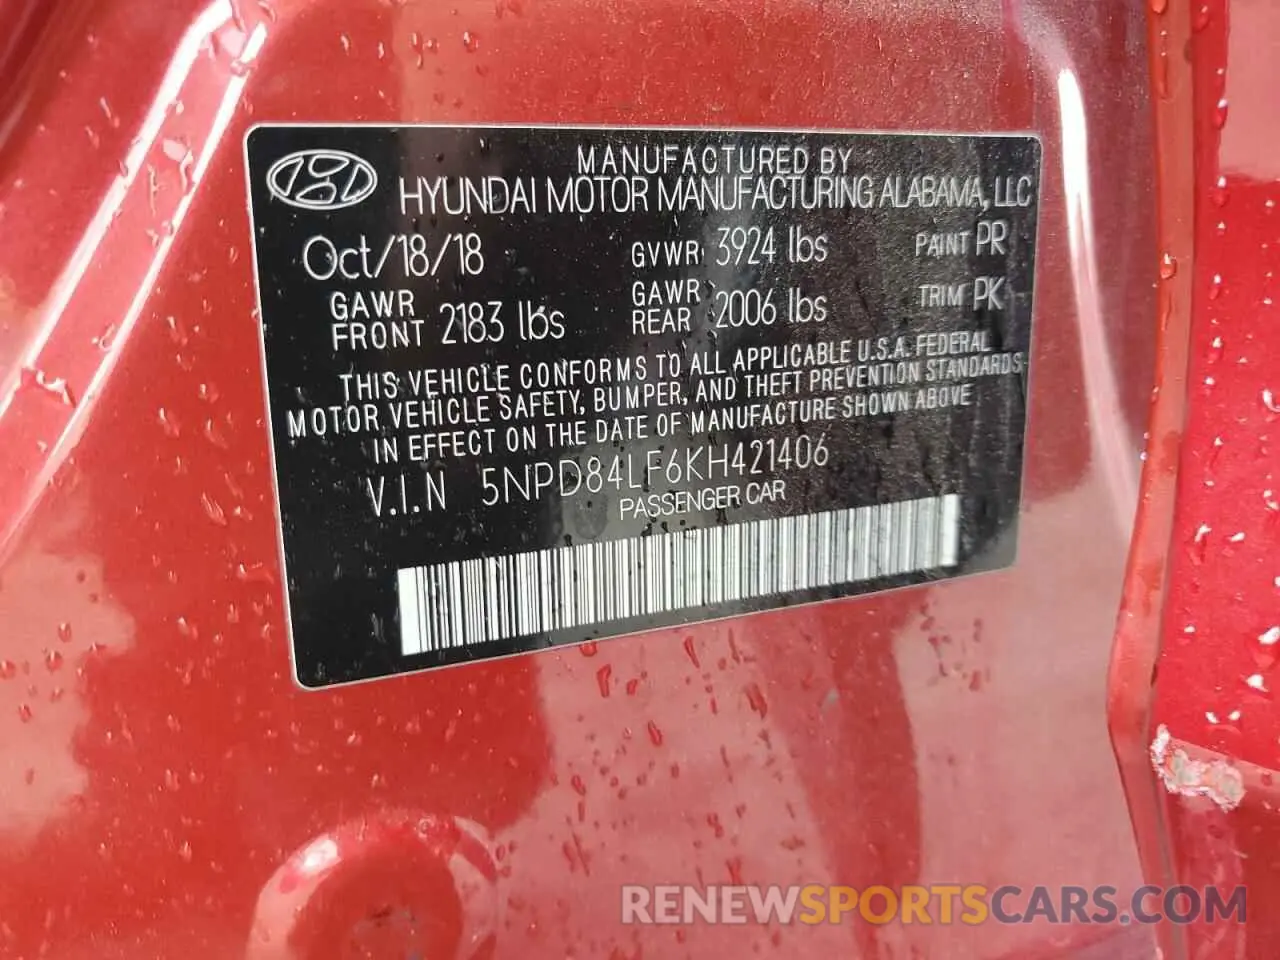 MANUFACTURED BY
HYUNDAI MOTOR MANUFACTURING ALABAMA, LLC
Oct/18/18 GVWR 3924 lbs PAINT PR
GAWR FRONT 2183 lbs GAWR REAR 2006 lbs TRIM PK
THIS VEHICLE CONFORMS TO ALL APPLICABLE U.S.A. FEDERAL
MOTOR VEHICLE SAFETY, BUMPER, AND THEFT PREVENTION STANDARDS
IN EFFECT ON THE DATE OF MANUFACTURE SHOWN ABOVE
V.I.N 5NPD84LF6KH421406
PASSENGER CAR
RENEWSPORTSCARS.COM